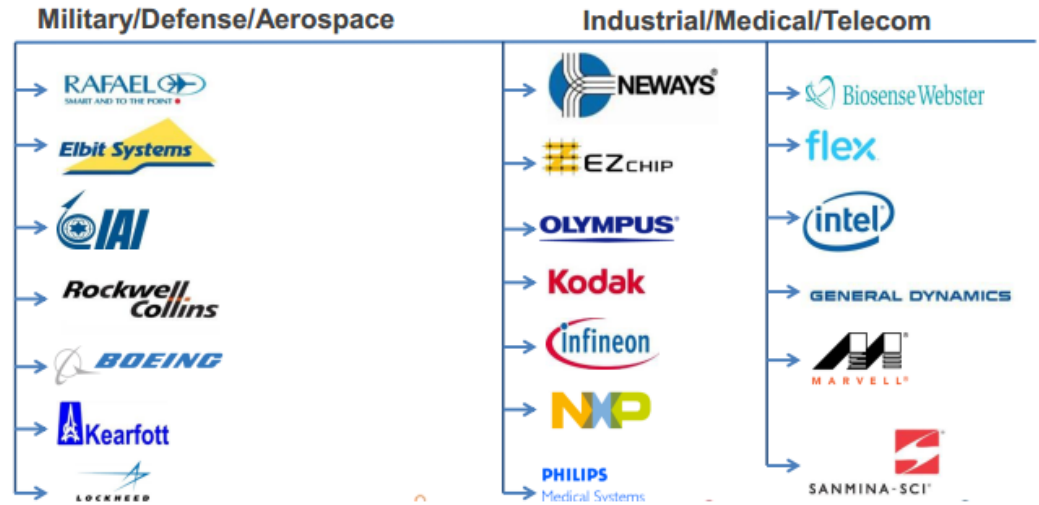 Military/Defense/Aerospace
RAFAEL
SMART AND TO THE POINT
Elbit Systems
IAI
Rockwell
Collins
BOEING
Kearfott
LOCKHEED
Industrial/Medical/Telecom
NEWAYS®
EZCHIP
OLYMPUS®
Kodak
infineon
NXP
PHILIPS
Medical Systems
Biosense Webster
flex
intel®
GENERAL DYNAMICS
MARVELL®
SANMINA-SCI®